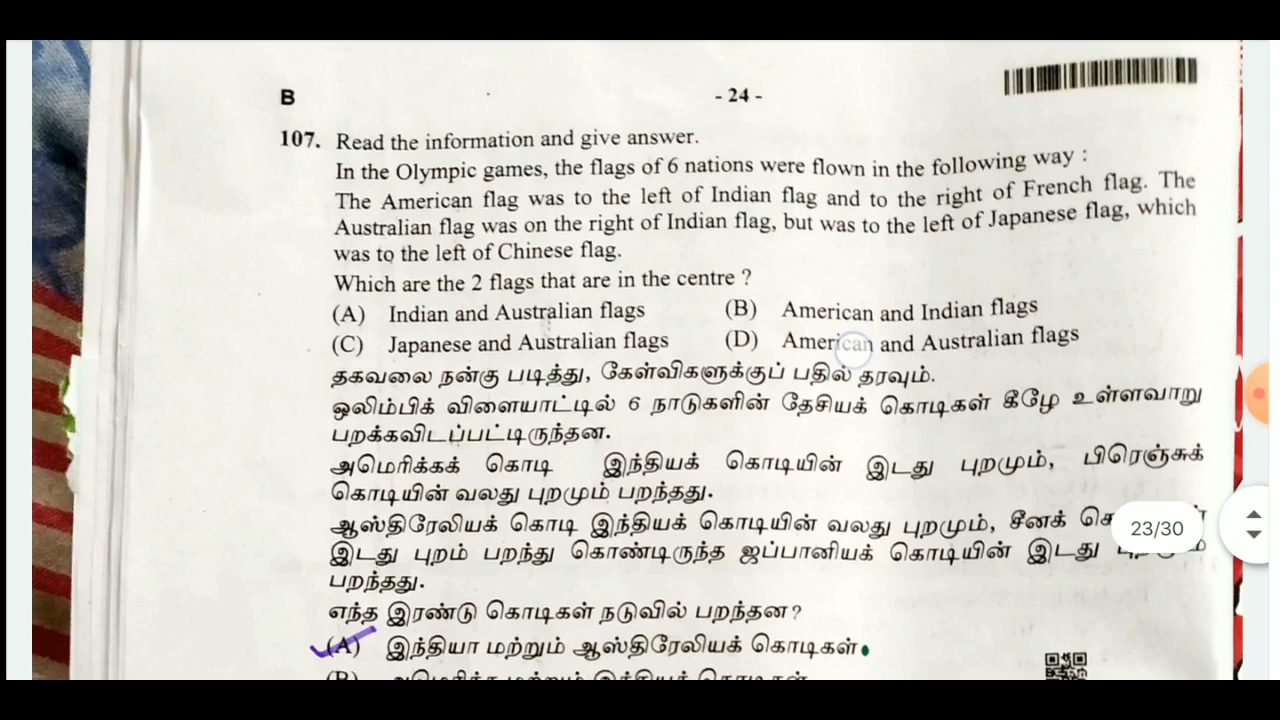 B
- 24 -
107. Read the information and give answer.
In the Olympic games, the flags of 6 nations were flown in the following way :
The American flag was to the left of Indian flag and to the right of French flag. The
Australian flag was on the right of Indian flag, but was to the left of Japanese flag, which
was to the left of Chinese flag.
Which are the 2 flags that are in the centre ?
(A) Indian and Australian flags (B) American and Indian flags
(C) Japanese and Australian flags (D) American and Australian flags
தகவலை நன்கு படித்து, கேள்விகளுக்குப் பதில் தரவும்.
ஒலிம்பிக் விளையாட்டில் 6 நாடுகளின் தேசியக் கொடிகள் கீழே உள்ளவாறு
பறக்கவிடப்பட்டிருந்தன.
அமெரிக்கக் கொடி இந்தியக் கொடியின் இடது புறமும், பிரெஞ்சுக்
கொடியின் வலது புறமும் பறந்தது.
ஆஸ்திரேலியக் கொடி இந்தியக் கொடியின் வலது புறமும், சீனக்
23/30
இடது புறம் பறந்து கொண்டிருந்த ஜப்பானியக் கொடியின் இடது
பறந்தது.
எந்த இரண்டு கொடிகள் நடுவில் பறந்தன?
(A) இந்தியா மற்றும் ஆஸ்திரேலியக் கொடிகள்